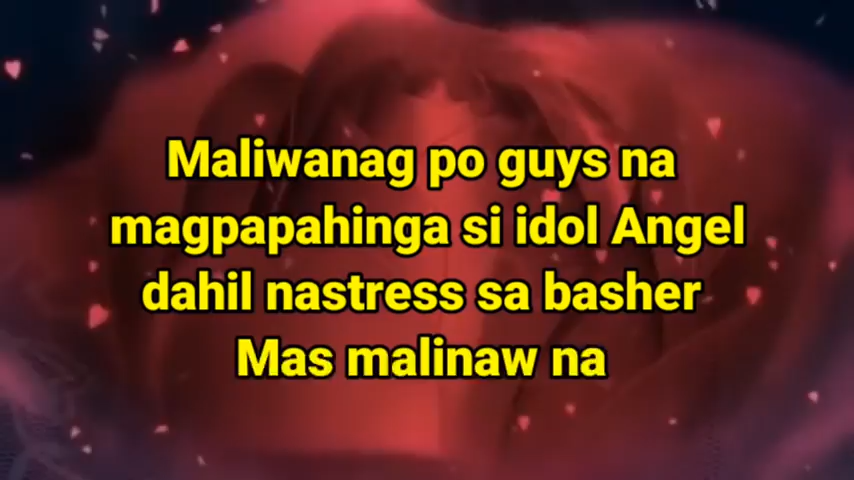 Maliwanag po guys na
magpapahinga si idol Angel
dahil nastress sa basher
Mas malinaw na